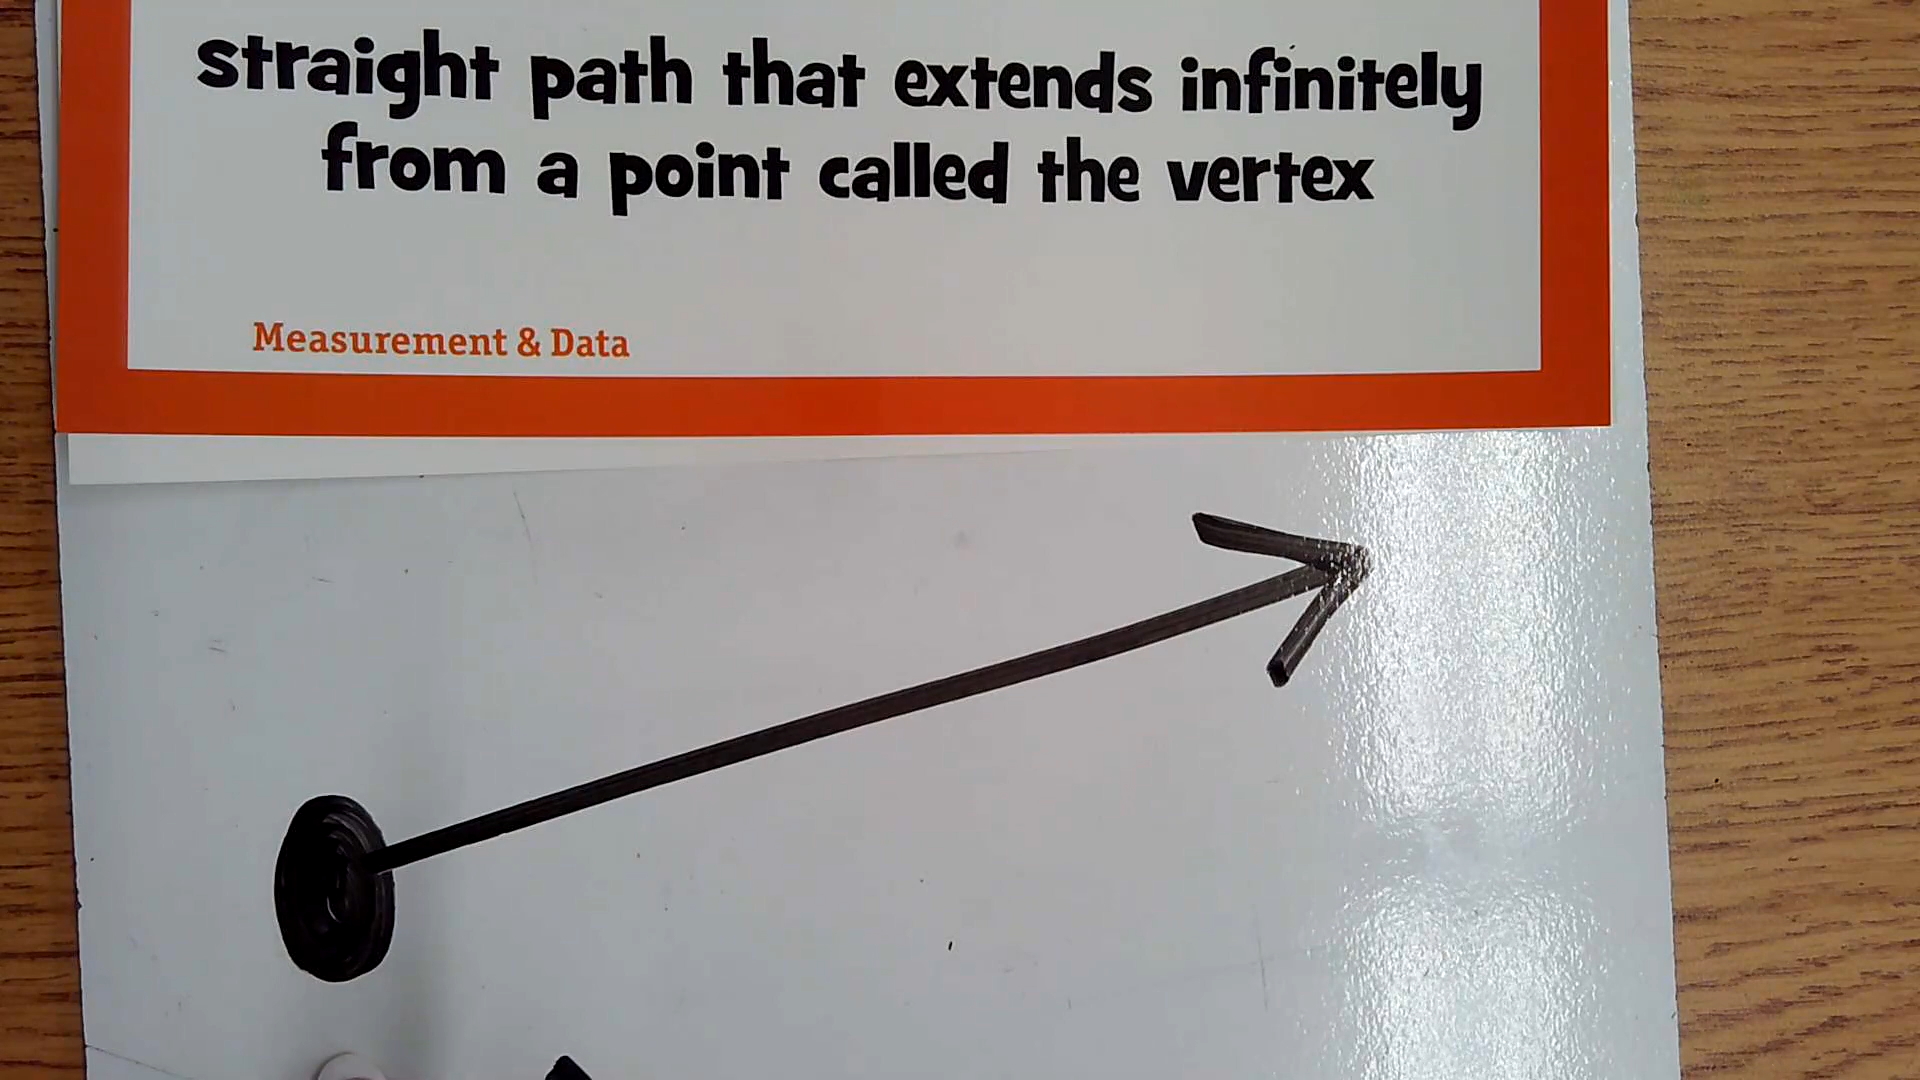 straight path that extends infinitely
from a point called the vertex
Measurement & Data